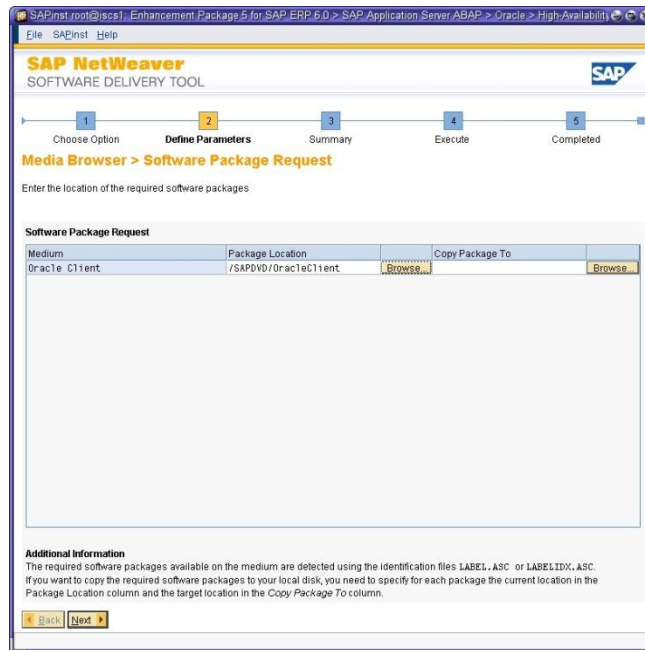 SAPinst root@iscs1; Enhancement Package 5 for SAP ERP 6.0 > SAP Application Server ABAP > Oracle > High-Availability
File SAPinst Help
SAP NetWeaver
SOFTWARE DELIVERY TOOL
SAP
1 2 3 4 5
Choose Option Define Parameters Summary Execute Completed
Media Browser > Software Package Request
Enter the location of the required software packages
Software Package Request
Medium Package Location Copy Package To
Oracle Client /SAPDVD/OracleClient Browse... Browse...
Additional Information
The required software packages available on the medium are detected using the identification files LABEL.ASC or LABELIDX.ASC.
If you want to copy the required software packages to your local disk, you need to specify for each package the current location in the
Package Location column and the target location in the Copy Package To column.
Back Next